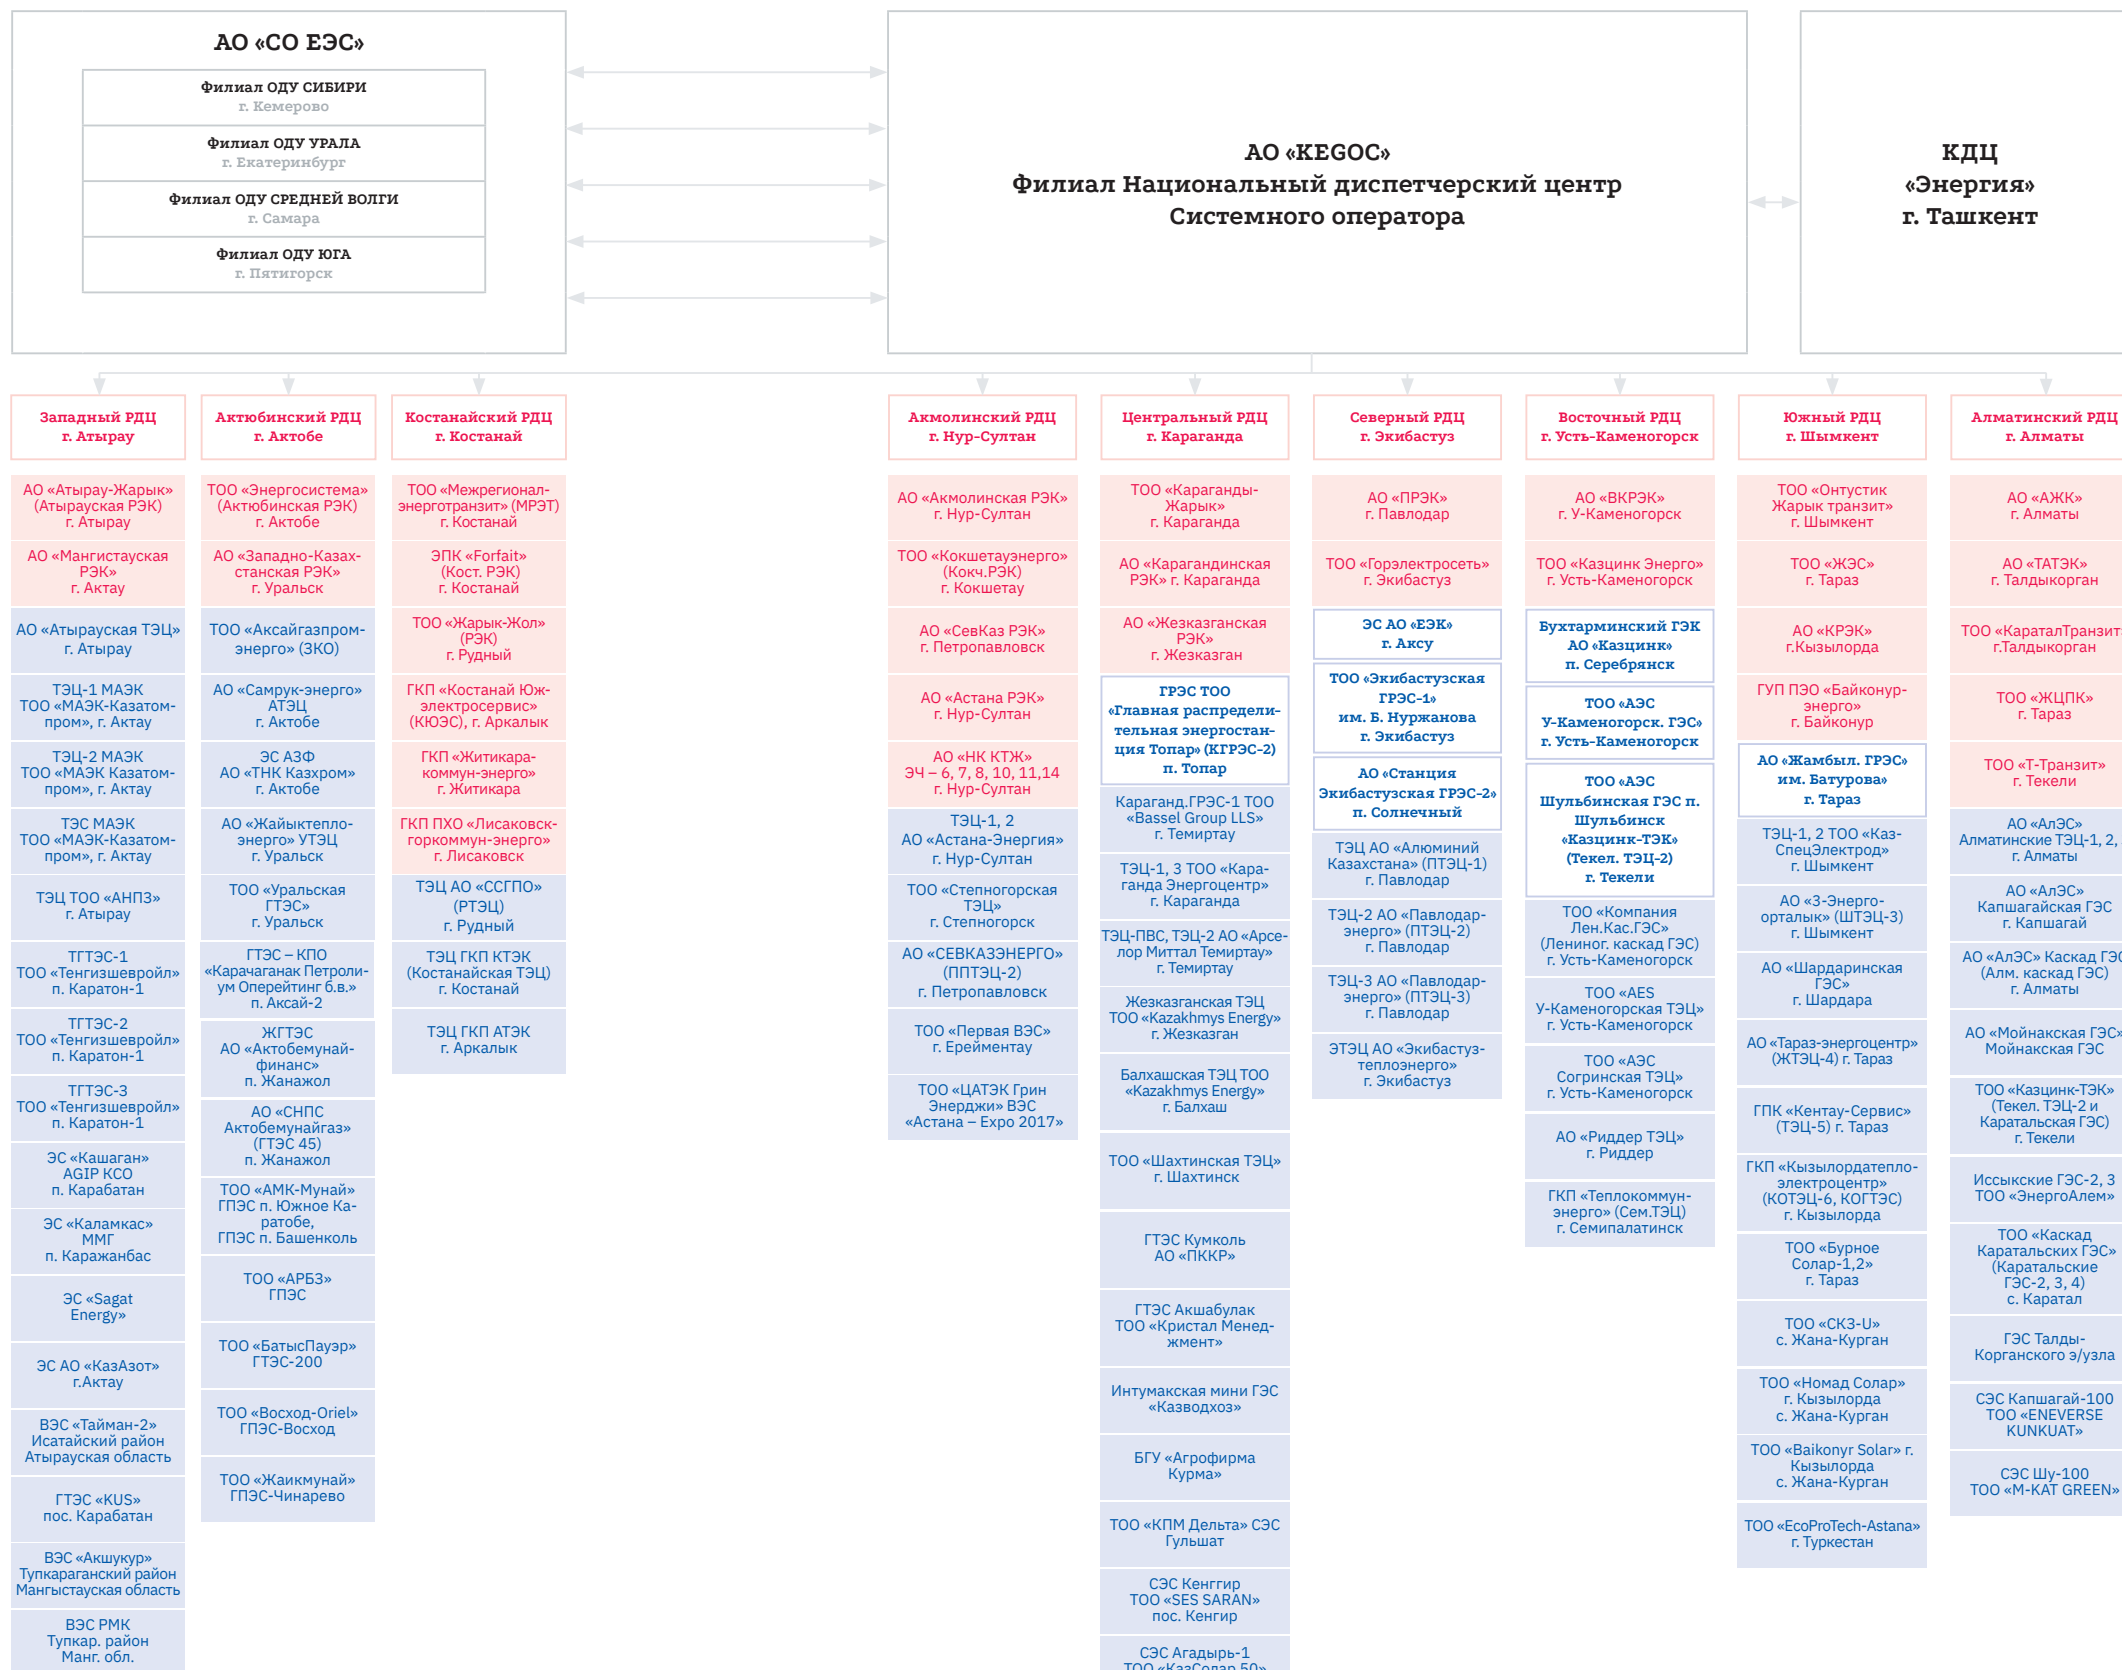 АО «СО ЕЭС»
Филиал ОДУ СИБИРИ
г. Кемерово
Филиал ОДУ УРАЛА
г. Екатеринбург
Филиал ОДУ СРЕДНЕЙ ВОЛГИ
г. Самара
Филиал ОДУ ЮГА
г. Пятигорск
АО «KEGOC»
Филиал Национальный диспетчерский центр
Системного оператора
КДЦ
«Энергия»
г. Ташкент
Западный РДЦ
г. Атырау
АО «Атырау-Жарык»
(Атырауская РЭК)
г. Атырау
АО «Мангистауская
РЭК»
г. Актау
АО «Атырауская ТЭЦ»
г. Атырау
ТЭЦ-1 МАЭК
ТОО «МАЭК-Казатом-
пром», г. Актау
ТЭЦ-2 МАЭК
ТОО «МАЭК Казатом-
пром», г. Актау
ТЭС МАЭК
ТОО «МАЭК-Казатом-
пром», г. Актау
ТЭЦ ТОО «АНПЗ»
г. Атырау
ТГТЭС-1
ТОО «Тенгизшевройл»
п. Каратон-1
ТГТЭС-2
ТОО «Тенгизшевройл»
п. Каратон-1
ТГТЭС-3
ТОО «Тенгизшевройл»
п. Каратон-1
ЭС «Кашаган»
AGIP КСО
п. Карабатан
ЭС «Каламкас»
ММГ
п. Каражанбас
ЭС «Sagat
Energy»
ЭС АО «КазАзот»
г.Актау
ВЭС «Тайман-2»
Исатайский район
Атырауская область
ГТЭС «KUS»
пос. Карабатан
ВЭС «Акшукур»
Тупкараганский район
Мангыстауская область
ВЭС РМК
Тупкар. район
Манг. обл.
Актюбинский РДЦ
г. Актобе
ТОО «Энергосистема»
(Актюбинская РЭК)
г. Актобе
АО «Западно-Казах-
станская РЭК»
г. Уральск
ТОО «Аксайгазпром-
энерго» (ЗКО)
АО «Самрук-энерго»
АТЭЦ
г. Актобе
ЭС АЗФ
АО «ТНК Казхром»
г. Актобе
АО «Жайыктепло-
энерго» УТЭЦ
г. Уральск
ТОО «Уральская
ГТЭС»
г. Уральск
ГТЭС – КПО
«Карачаганак Петроли-
ум Оперейтинг б.в.»
п. Аксай-2
ЖГТЭС
АО «Актобемунай-
финанс»
п. Жанажол
АО «СНПС
Актобемунайгаз»
(ГТЭС 45)
п. Жанажол
ТОО «АМК-Мунай»
ГПЭС п. Южное Ка-
ратобе,
ГПЭС п. Башенколь
ТОО «АРБЗ»
ГПЭС
ТОО «БатысПауэр»
ГТЭС-200
ТОО «Восход-Oriel»
ГПЭС-Восход
ТОО «Жаикмунай»
ГПЭС-Чинарево
Костанайский РДЦ
г. Костанай
ТОО «Межрегионал-
энерготранзит» (МРЭТ)
г. Костанай
ЭПК «Forfait»
(Кост. РЭК)
г. Костанай
ТОО «Жарык-Жол»
(РЭК)
г. Рудный
ГКП «Костанай Юж-
электросервис»
(КЮЭС), г. Аркалык
ГКП «Житикара-
коммун-энерго»
г. Житикара
ГКП ПХО «Лисаковск-
горкоммун-энерго»
г. Лисаковск
ТЭЦ АО «ССГПО»
(РТЭЦ)
г. Рудный
ТЭЦ ГКП КТЭК
(Костанайская ТЭЦ)
г. Костанай
ТЭЦ ГКП АТЭК
г. Аркалык
Акмолинский РДЦ
г. Нур-Султан
АО «Акмолинская РЭК»
г. Нур-Султан
ТОО «Кокшетауэнерго»
(Кокч.РЭК)
г. Кокшетау
АО «СевКаз РЭК»
г. Петропавловск
АО «Астана РЭК»
г. Нур-Султан
АО «НК КТЖ»
ЭЧ – 6, 7, 8, 10, 11,14
г. Нур-Султан
ТЭЦ-1, 2
АО «Астана-Энергия»
г. Нур-Султан
ТОО «Степногорская
ТЭЦ»
г. Степногорск
АО «СЕВКАЗЭНЕРГО»
(ППТЭЦ-2)
г. Петропавловск
ТОО «Первая ВЭС»
г. Ерейментау
ТОО «ЦАТЭК Грин
Энерджи» ВЭС
«Астана – Expo 2017»
Центральный РДЦ
г. Караганда
ТОО «Караганды-
Жарык»
г. Караганда
АО «Карагандинская
РЭК» г. Караганда
АО «Жезказганская
РЭК»
г. Жезказган
ГРЭС ТОО
«Главная распредели-
тельная энергостан-
ция Топар» (КГРЭС-2)
п. Топар
Караганд.ГРЭС-1 ТОО
«Bassel Group LLS»
г. Темиртау
ТЭЦ-1, 3 ТОО «Кара-
ганда Энергоцентр»
г. Караганда
ТЭЦ-ПВС, ТЭЦ-2 АО «Арсе-
лор Миттал Темиртау»
г. Темиртау
Жезказганская ТЭЦ
ТОО «Kazakhmys Energy»
г. Жезказган
Балхашская ТЭЦ ТОО
«Kazakhmys Energy»
г. Балхаш
ТОО «Шахтинская ТЭЦ»
г. Шахтинск
ГТЭС Кумколь
АО «ПККР»
ГТЭС Акшабулак
ТОО «Кристал Менед-
жмент»
Интумакская мини ГЭС
«Казводхоз»
БГУ «Агрофирма
Курма»
ТОО «КПМ Дельта» СЭС
Гульшат
СЭС Кенггир
ТОО «SES SARAN»
пос. Кенгир
СЭС Агадырь-1
ТОО «КазСолар 50»
Северный РДЦ
г. Экибастуз
АО «ПРЭК»
г. Павлодар
ТОО «Горэлектросеть»
г. Экибастуз
ЭС АО «ЕЭК»
г. Аксу
ТОО «Экибастузская
ГРЭС-1»
им. Б. Нуржанова
г. Экибастуз
АО «Станция
Экибастузская ГРЭС-2»
п. Солнечный
ТЭЦ АО «Алюминий
Казахстана» (ПТЭЦ-1)
г. Павлодар
ТЭЦ-2 АО «Павлодар-
энерго» (ПТЭЦ-2)
г. Павлодар
ТЭЦ-3 АО «Павлодар-
энерго» (ПТЭЦ-3)
г. Павлодар
ЭТЭЦ АО «Экибастуз-
теплоэнерго»
г. Экибастуз
Восточный РДЦ
г. Усть-Каменогорск
АО «ВКРЭК»
г. У-Каменогорск
ТОО «Казцинк Энерго»
г. Усть-Каменогорск
Бухтарминский ГЭК
АО «Казцинк»
п. Серебрянск
ТОО «АЭС
У-Каменогорск. ГЭС»
г. Усть-Каменогорск
ТОО «АЭС
Шульбинская ГЭС п.
Шульбинск
«Казцинк-ТЭК»
(Текел. ТЭЦ-2)
г. Текели
ТОО «Компания
Лен.Кас.ГЭС»
(Лениног. каскад ГЭС)
г. Усть-Каменогорск
ТОО «AES
У-Каменогорская ТЭЦ»
г. Усть-Каменогорск
ТОО «АЭС
Согринская ТЭЦ»
г. Усть-Каменогорск
АО «Риддер ТЭЦ»
г. Риддер
ГКП «Теплокоммун-
энерго» (Сем.ТЭЦ)
г. Семипалатинск
Южный РДЦ
г. Шымкент
ТОО «Онтустик
Жарык транзит»
г. Шымкент
ТОО «ЖЭС»
г. Тараз
АО «КРЭК»
г.Кызылорда
ГУП ПЭО «Байконур-
энерго»
г. Байконур
АО «Жамбыл. ГРЭС»
им. Батурова»
г. Тараз
ТЭЦ-1, 2 ТОО «Каз-
СпецЭлектрод»
г. Шымкент
АО «3-Энерго-
орталык» (ШТЭЦ-3)
г. Шымкент
АО «Шардаринская
ГЭС»
г. Шардара
АО «Тараз-энергоцентр»
(ЖТЭЦ-4) г. Тараз
ГПК «Кентау-Сервис»
(ТЭЦ-5) г. Тараз
ГКП «Кызылордатепло-
электроцентр»
(КОТЭЦ-6, КОГТЭС)
г. Кызылорда
ТОО «Бурное
Солар-1,2»
г. Тараз
ТОО «СКЗ-U»
с. Жана-Курган
ТОО «Номад Солар»
г. Кызылорда
с. Жана-Курган
ТОО «Baikonyr Solar» г.
Кызылорда
с. Жана-Курган
ТОО «EcoProTech-Astana»
г. Туркестан
Алматинский РДЦ
г. Алматы
АО «АЖК»
г. Алматы
АО «ТАТЭК»
г. Талдыкорган
ТОО «КараталТранзит»
г.Талдыкорган
ТОО «ЖЦПК»
г. Тараз
ТОО «Т-Транзит»
г. Текели
АО «АлЭС»
Алматинские ТЭЦ-1, 2,
г. Алматы
АО «АлЭС»
Капшагайская ГЭС
г. Капшагай
АО «АлЭС» Каскад ГЭС
(Алм. каскад ГЭС)
г. Алматы
АО «Мойнакская ГЭС»
Мойнакская ГЭС
ТОО «Казцинк-ТЭК»
(Текел. ТЭЦ-2 и
Каратальская ГЭС)
г. Текели
Иссыкские ГЭС-2, 3
ТОО «ЭнергоАлем»
ТОО «Каскад
Каратальских ГЭС»
(Каратальские
ГЭС-2, 3, 4)
с. Каратал
ГЭС Талды-
Корганского э/узла
СЭС Капшагай-100
ТОО «ENEVERSE
KUNKUAT»
СЭС Шу-100
ТОО «M-KAT GREEN»